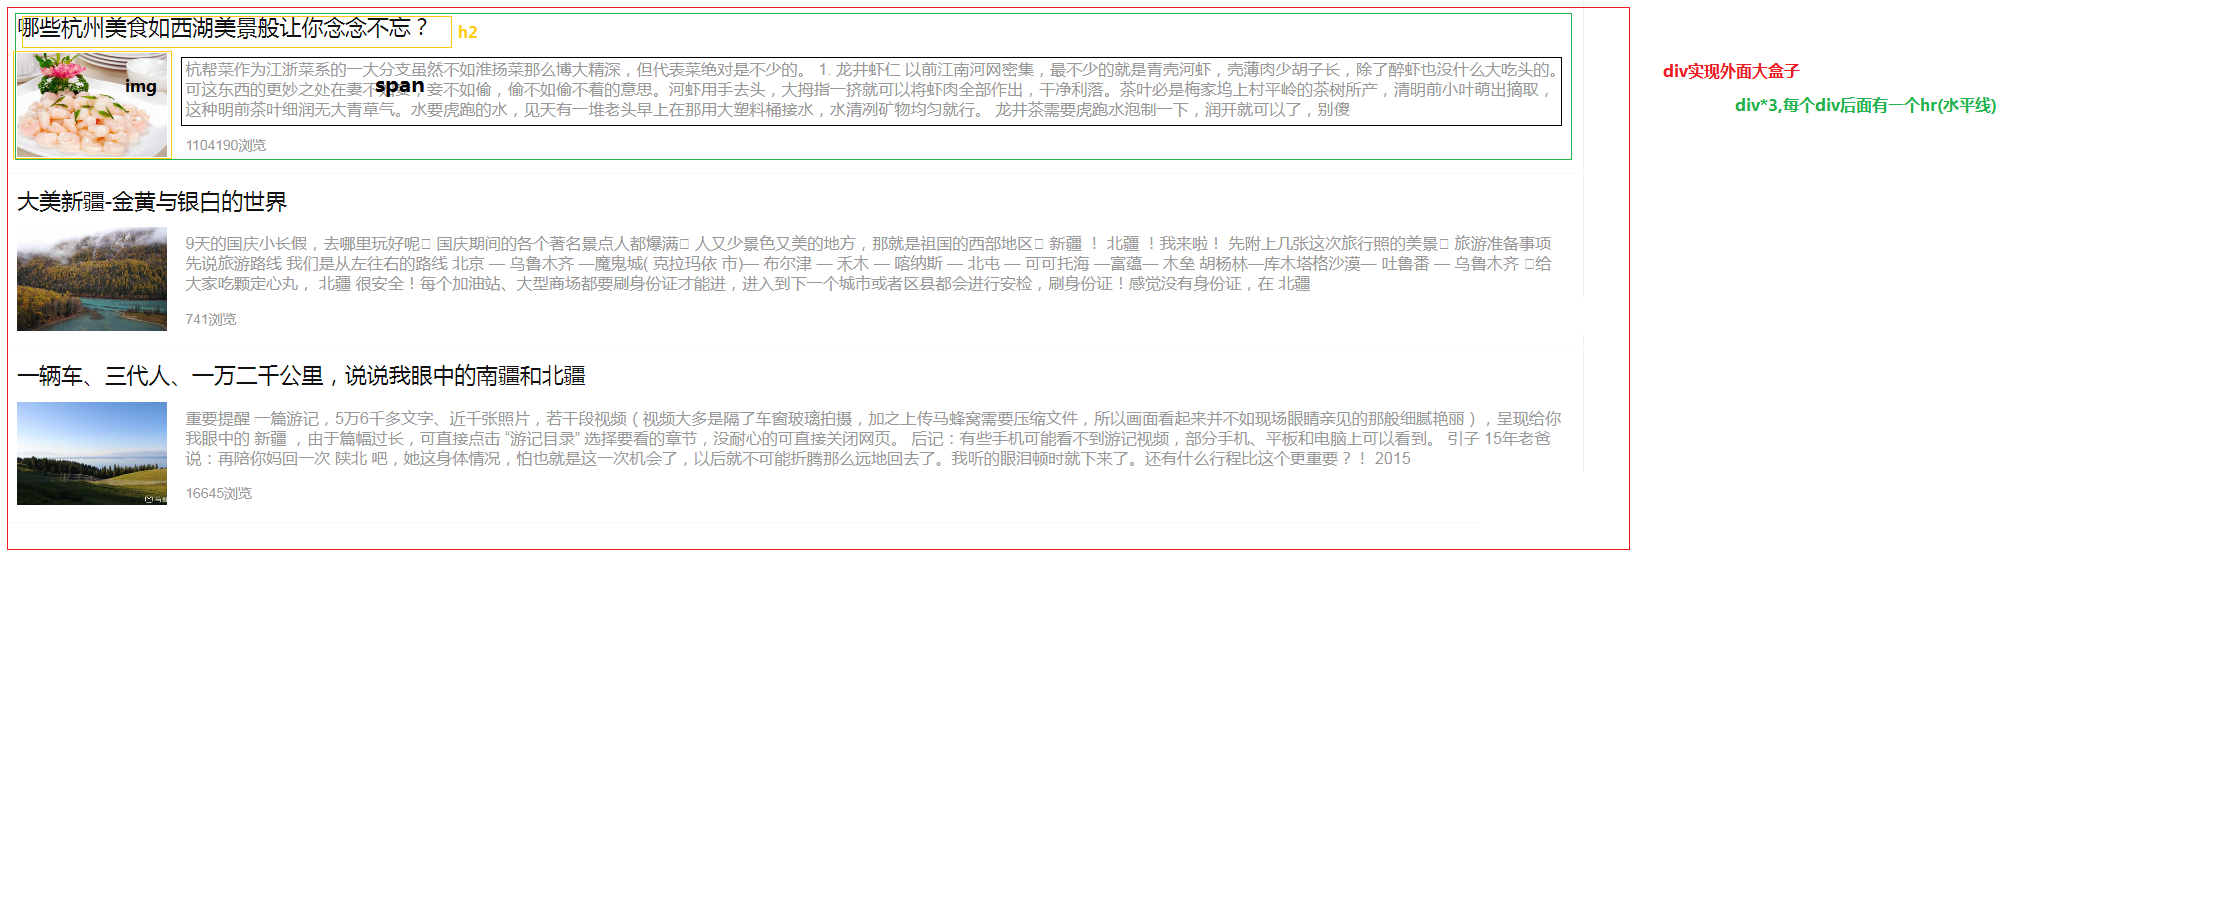 哪些杭州美食如西湖美景般让你念念不忘？
h2
img
span
杭帮菜作为江浙菜系的一大分支虽然不如淮扬菜那么博大精深，但代表菜绝对是不少的。 1. 龙井虾仁 以前江南河网密集，最不少的就是青壳河虾，壳薄肉少胡子长，除了醉虾也没什么大吃头的。
可这东西的更妙之处在妻不如妾，妾不如偷，偷不如偷不着的意思。河虾用手去头，大拇指一挤就可以将虾肉全部作出，干净利落。茶叶必是梅家坞上村平岭的茶树所产，清明前小叶萌出摘取，
这种明前茶叶细润无大青草气。水要虎跑的水，见天有一堆老头早上在那用大塑料桶接水，水清冽矿物均匀就行。 龙井茶需要虎跑水泡制一下，润开就可以了，别傻
1104190浏览
div实现外面大盒子
div*3,每个div后面有一个hr(水平线)
大美新疆-金黄与银白的世界
9天的国庆小长假，去哪里玩好呢 国庆期间的各个著名景点人都爆满 人又少景色又美的地方，那就是祖国的西部地区 新疆 ！ 北疆 ！我来啦！ 先附上几张这次旅行照的美景 旅游准备事项
先说旅游路线 我们是从左往右的路线 北京 — 乌鲁木齐 —魔鬼城( 克拉玛依 市)— 布尔津 — 禾木 — 喀纳斯 — 北屯 — 可可托海 —富蕴— 木垒 胡杨林—库木塔格沙漠— 吐鲁番 — 乌鲁木齐 给
大家吃颗定心丸， 北疆 很安全！每个加油站、大型商场都要刷身份证才能进，进入到下一个城市或者区县都会进行安检，刷身份证！感觉没有身份证，在 北疆
741浏览
一辆车、三代人、一万二千公里，说说我眼中的南疆和北疆
重要提醒 一篇游记，5万6千多文字、近千张照片，若干段视频（视频大多是隔了车窗玻璃拍摄，加之上传马蜂窝需要压缩文件，所以画面看起来并不如现场眼睛亲见的那般细腻艳丽），呈现给你
我眼中的 新疆 ，由于篇幅过长，可直接点击 “游记目录” 选择要看的章节，没耐心的可直接关闭网页。 后记：有些手机可能看不到游记视频，部分手机、平板和电脑上可以看到。 引子 15年老爸
说：再陪你妈回一次 陕北 吧，她这身体情况，怕也就是这一次机会了，以后就不可能折腾那么远地回去了。我听的眼泪顿时就下来了。还有什么行程比这个更重要？！ 2015
16645浏览